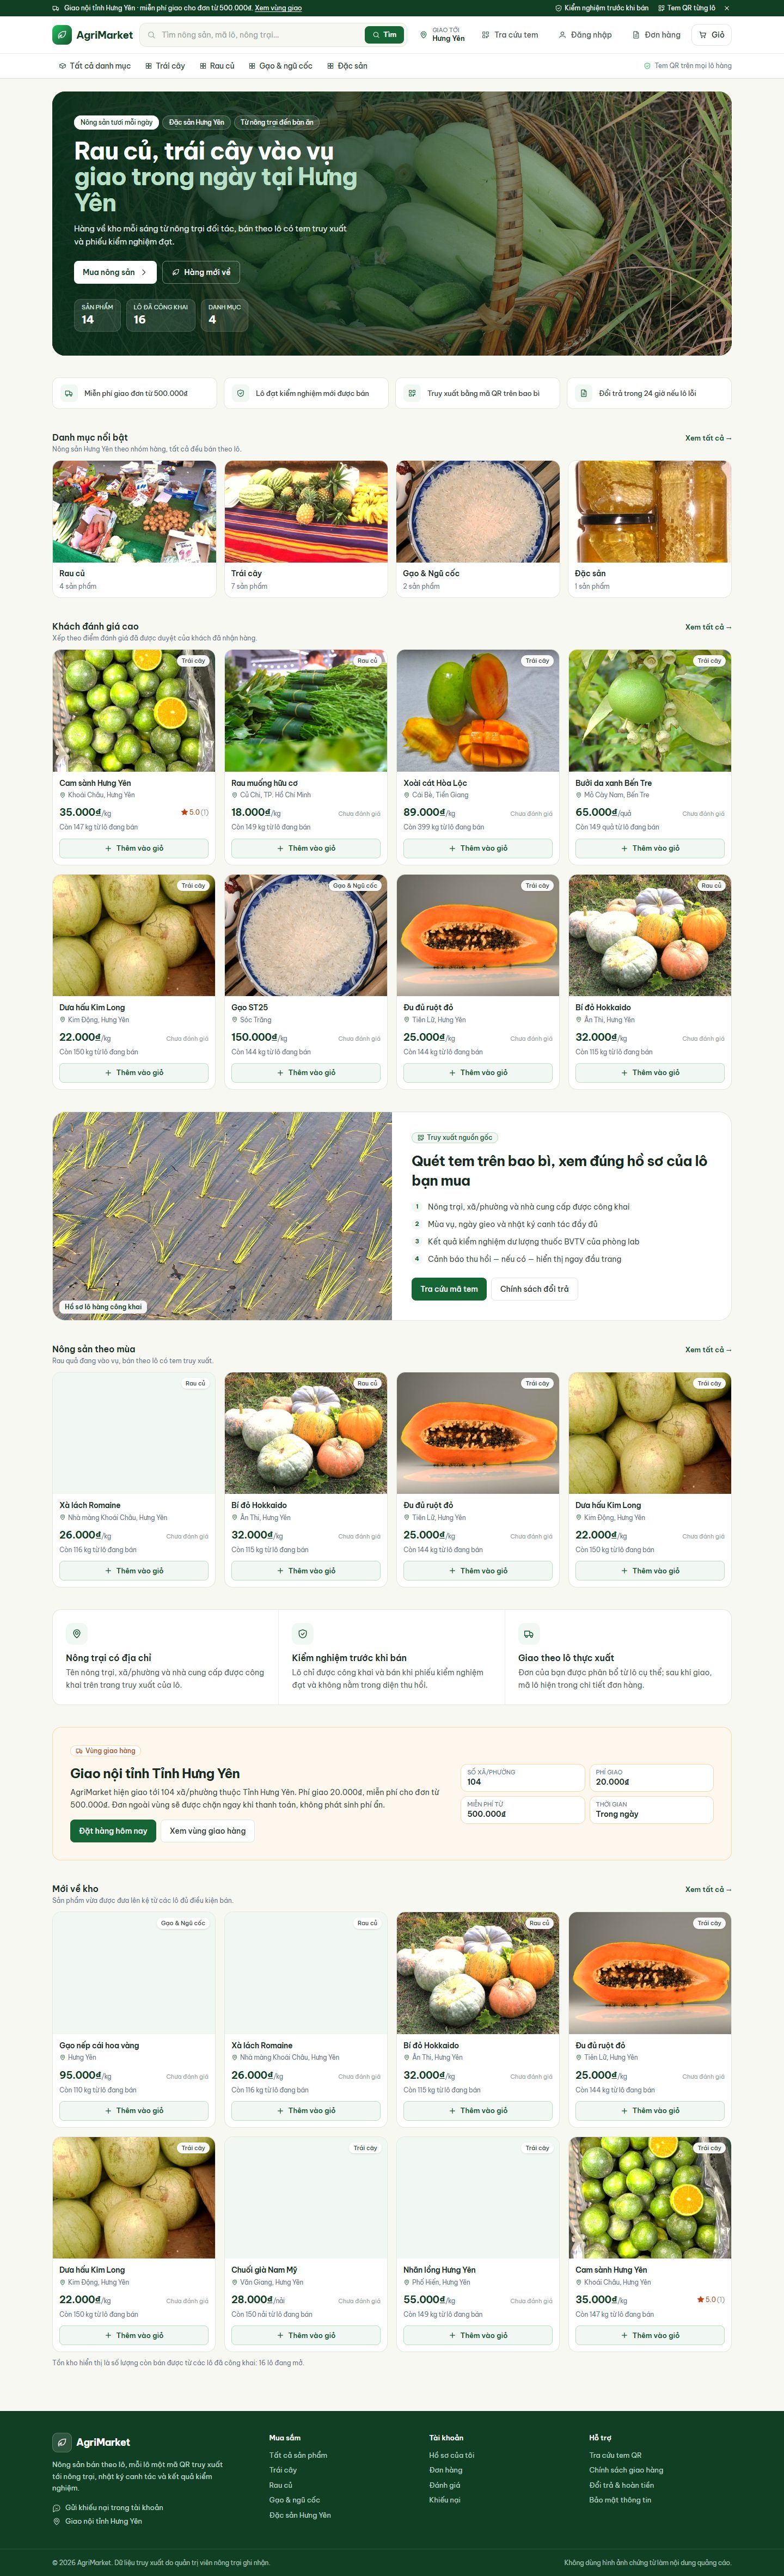 Giao nội tỉnh Hưng Yên · miễn phí giao cho đơn từ 500.000₫. Xem vùng giao
Kiểm nghiệm trước khi bán
Tem QR từng lô
AgriMarket
Tìm nông sản, mã lô, nông trại...
Tìm
GIAO TỚI
Hưng Yên
Tra cứu tem
Đăng nhập
Đơn hàng
Giỏ
Tất cả danh mục
Trái cây
Rau củ
Gạo & ngũ cốc
Đặc sản
Tem QR trên mọi lô hàng
Nông sản tươi mỗi ngày
Đặc sản Hưng Yên
Từ nông trại đến bàn ăn
Rau củ, trái cây vào vụ
giao trong ngày tại Hưng
Yên
Hàng về kho mỗi sáng từ nông trại đối tác, bán theo lô có tem truy xuất
và phiếu kiểm nghiệm đạt.
Mua nông sản
Hàng mới về
SẢN PHẨM
14
LÔ ĐÃ CÔNG KHAI
16
DANH MỤC
4
Miễn phí giao đơn từ 500.000₫
Lô đạt kiểm nghiệm mới được bán
Truy xuất bằng mã QR trên bao bì
Đổi trả trong 24 giờ nếu lô lỗi
Danh mục nổi bật
Xem tất cả →
Nông sản Hưng Yên theo nhóm hàng, tất cả đều bán theo lô.
Rau củ
4 sản phẩm
Trái cây
7 sản phẩm
Gạo & Ngũ cốc
2 sản phẩm
Đặc sản
1 sản phẩm
Khách đánh giá cao
Xem tất cả →
Xếp theo điểm đánh giá đã được duyệt của khách đã nhận hàng.
Trái cây
Cam sành Hưng Yên
Khoái Châu, Hưng Yên
35.000₫/kg
5.0 (1)
Còn 147 kg từ lô đang bán
Thêm vào giỏ
Rau củ
Rau muống hữu cơ
Củ Chi, TP. Hồ Chí Minh
18.000₫/kg
Chưa đánh giá
Còn 149 kg từ lô đang bán
Thêm vào giỏ
Trái cây
Xoài cát Hòa Lộc
Cái Bè, Tiền Giang
89.000₫/kg
Chưa đánh giá
Còn 399 kg từ lô đang bán
Thêm vào giỏ
Trái cây
Bưởi da xanh Bến Tre
Mỏ Cày Nam, Bến Tre
65.000₫/quả
Chưa đánh giá
Còn 149 quả từ lô đang bán
Thêm vào giỏ
Trái cây
Dưa hấu Kim Long
Kim Động, Hưng Yên
22.000₫/kg
Chưa đánh giá
Còn 150 kg từ lô đang bán
Thêm vào giỏ
Gạo & Ngũ cốc
Gạo ST25
Sóc Trăng
150.000₫/kg
Chưa đánh giá
Còn 144 kg từ lô đang bán
Thêm vào giỏ
Trái cây
Đu đủ ruột đỏ
Tiên Lữ, Hưng Yên
25.000₫/kg
Chưa đánh giá
Còn 144 kg từ lô đang bán
Thêm vào giỏ
Rau củ
Bí đỏ Hokkaido
Ân Thi, Hưng Yên
32.000₫/kg
Chưa đánh giá
Còn 115 kg từ lô đang bán
Thêm vào giỏ
Hồ sơ lô hàng công khai
Truy xuất nguồn gốc
Quét tem trên bao bì, xem đúng hồ sơ của lô
bạn mua
1 Nông trại, xã/phường và nhà cung cấp được công khai
2 Mùa vụ, ngày gieo và nhật ký canh tác đầy đủ
3 Kết quả kiểm nghiệm dư lượng thuốc BVTV của phòng lab
4 Cảnh báo thu hồi — nếu có — hiển thị ngay đầu trang
Tra cứu mã tem
Chính sách đổi trả
Nông sản theo mùa
Xem tất cả →
Rau quả đang vào vụ, bán theo lô có tem truy xuất.
Rau củ
Xà lách Romaine
Nhà màng Khoái Châu, Hưng Yên
26.000₫/kg
Chưa đánh giá
Còn 116 kg từ lô đang bán
Thêm vào giỏ
Rau củ
Bí đỏ Hokkaido
Ân Thi, Hưng Yên
32.000₫/kg
Chưa đánh giá
Còn 115 kg từ lô đang bán
Thêm vào giỏ
Trái cây
Đu đủ ruột đỏ
Tiên Lữ, Hưng Yên
25.000₫/kg
Chưa đánh giá
Còn 144 kg từ lô đang bán
Thêm vào giỏ
Trái cây
Dưa hấu Kim Long
Kim Động, Hưng Yên
22.000₫/kg
Chưa đánh giá
Còn 150 kg từ lô đang bán
Thêm vào giỏ
Nông trại có địa chỉ
Tên nông trại, xã/phường và nhà cung cấp được công
khai trên trang truy xuất của lô.
Kiểm nghiệm trước khi bán
Lô chỉ được công khai và bán khi phiếu kiểm nghiệm
đạt và không nằm trong diện thu hồi.
Giao theo lô thực xuất
Đơn của bạn được phân bổ từ lô cụ thể; sau khi giao,
mã lô hiện trong chi tiết đơn hàng.
Vùng giao hàng
Giao nội tỉnh Tỉnh Hưng Yên
AgriMarket hiện giao tới 104 xã/phường thuộc Tỉnh Hưng Yên. Phí giao 20.000₫, miễn phí cho đơn từ
500.000₫. Đơn ngoài vùng sẽ được chặn ngay khi thanh toán, không phát sinh phí ẩn.
Đặt hàng hôm nay
Xem vùng giao hàng
SỐ XÃ/PHƯỜNG
104
PHÍ GIAO
20.000₫
MIỄN PHÍ TỪ
500.000₫
THỜI GIAN
Trong ngày
Mới về kho
Xem tất cả →
Sản phẩm vừa được đưa lên kệ từ các lô đủ điều kiện bán.
Gạo & Ngũ cốc
Gạo nếp cái hoa vàng
Hưng Yên
95.000₫/kg
Chưa đánh giá
Còn 110 kg từ lô đang bán
Thêm vào giỏ
Rau củ
Xà lách Romaine
Nhà màng Khoái Châu, Hưng Yên
26.000₫/kg
Chưa đánh giá
Còn 116 kg từ lô đang bán
Thêm vào giỏ
Rau củ
Bí đỏ Hokkaido
Ân Thi, Hưng Yên
32.000₫/kg
Chưa đánh giá
Còn 115 kg từ lô đang bán
Thêm vào giỏ
Trái cây
Đu đủ ruột đỏ
Tiên Lữ, Hưng Yên
25.000₫/kg
Chưa đánh giá
Còn 144 kg từ lô đang bán
Thêm vào giỏ
Trái cây
Dưa hấu Kim Long
Kim Động, Hưng Yên
22.000₫/kg
Chưa đánh giá
Còn 150 kg từ lô đang bán
Thêm vào giỏ
Trái cây
Chuối già Nam Mỹ
Văn Giang, Hưng Yên
28.000₫/nải
Chưa đánh giá
Còn 150 nải từ lô đang bán
Thêm vào giỏ
Trái cây
Nhãn lồng Hưng Yên
Phố Hiến, Hưng Yên
55.000₫/kg
Chưa đánh giá
Còn 149 kg từ lô đang bán
Thêm vào giỏ
Trái cây
Cam sành Hưng Yên
Khoái Châu, Hưng Yên
35.000₫/kg
5.0 (1)
Còn 147 kg từ lô đang bán
Thêm vào giỏ
Tồn kho hiển thị là số lượng còn bán được từ các lô đã công khai: 16 lô đang mở.
AgriMarket
Nông sản bán theo lô, mỗi lô một mã QR truy xuất
tới nông trại, nhật ký canh tác và kết quả kiểm
nghiệm.
Gửi khiếu nại trong tài khoản
Giao nội tỉnh Hưng Yên
Mua sắm
Tất cả sản phẩm
Trái cây
Rau củ
Gạo & ngũ cốc
Đặc sản Hưng Yên
Tài khoản
Hồ sơ của tôi
Đơn hàng
Đánh giá
Khiếu nại
Hỗ trợ
Tra cứu tem QR
Chính sách giao hàng
Đổi trả & hoàn tiền
Bảo mật thông tin
© 2026 AgriMarket. Dữ liệu truy xuất do quản trị viên nông trại ghi nhận.
Không dùng hình ảnh chứng từ làm nội dung quảng cáo.